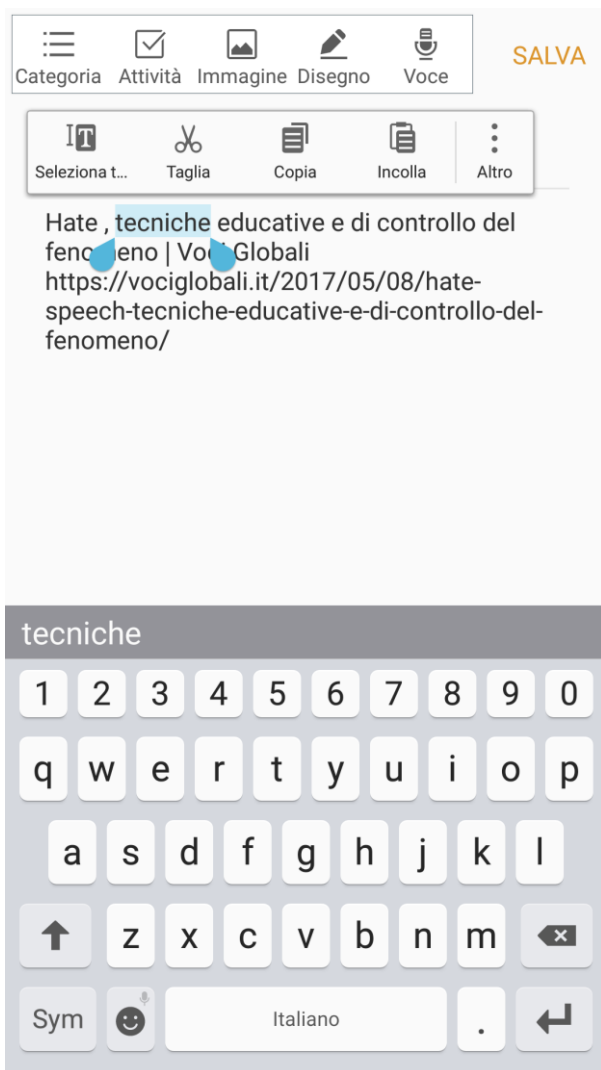 Categoria Attività Immagine Disegno Voce SALVA
Seleziona t... Taglia Copia Incolla Altro
Hate , tecniche educative e di controllo del
fenomeno | Voci Globali
https://vociglobali.it/2017/05/08/hate-
speech-tecniche-educative-e-di-controllo-del-
fenomeno/
tecniche
1 2 3 4 5 6 7 8 9 0
q w e r t y u i o p
a s d f g h j k l
z x c v b n m
Sym Italiano .